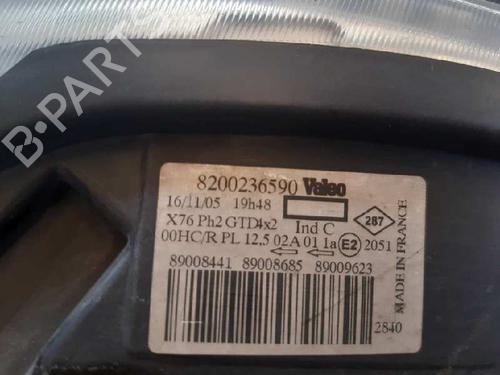 B-PARTS
8200236590 Valeo
16/11/05 19h48
X76 Ph2 GTD4x2 Ind C
287
00HC/R PL 12,5 02A 01 1a E2 2051
89008441 89008685 89009623
MADE IN FRANCE
2840